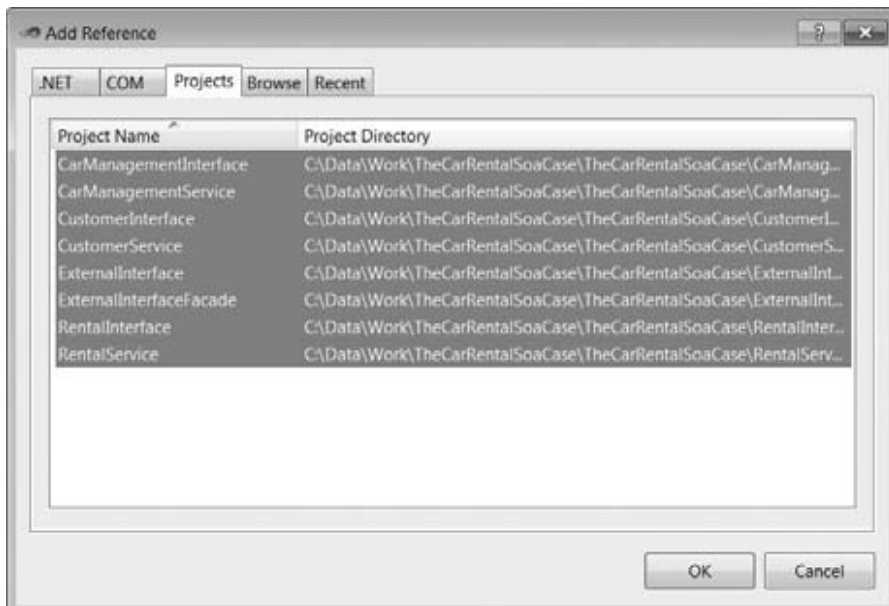 Add Reference
.NET COM Projects Browse Recent
Project Name Project Directory
CarManagementInterface C:\Data\Work\TheCarRentalSoaCase\TheCarRentalSoaCase\CarManag...
CarManagementService C:\Data\Work\TheCarRentalSoaCase\TheCarRentalSoaCase\CarManag...
CustomerInterface C:\Data\Work\TheCarRentalSoaCase\TheCarRentalSoaCase\CustomerI...
CustomerService C:\Data\Work\TheCarRentalSoaCase\TheCarRentalSoaCase\CustomerS...
ExternalInterface C:\Data\Work\TheCarRentalSoaCase\TheCarRentalSoaCase\ExternalInt...
ExternalInterfaceFacade C:\Data\Work\TheCarRentalSoaCase\TheCarRentalSoaCase\ExternalInt...
RentalInterface C:\Data\Work\TheCarRentalSoaCase\TheCarRentalSoaCase\RentalInter...
RentalService C:\Data\Work\TheCarRentalSoaCase\TheCarRentalSoaCase\RentalServ...
OK Cancel